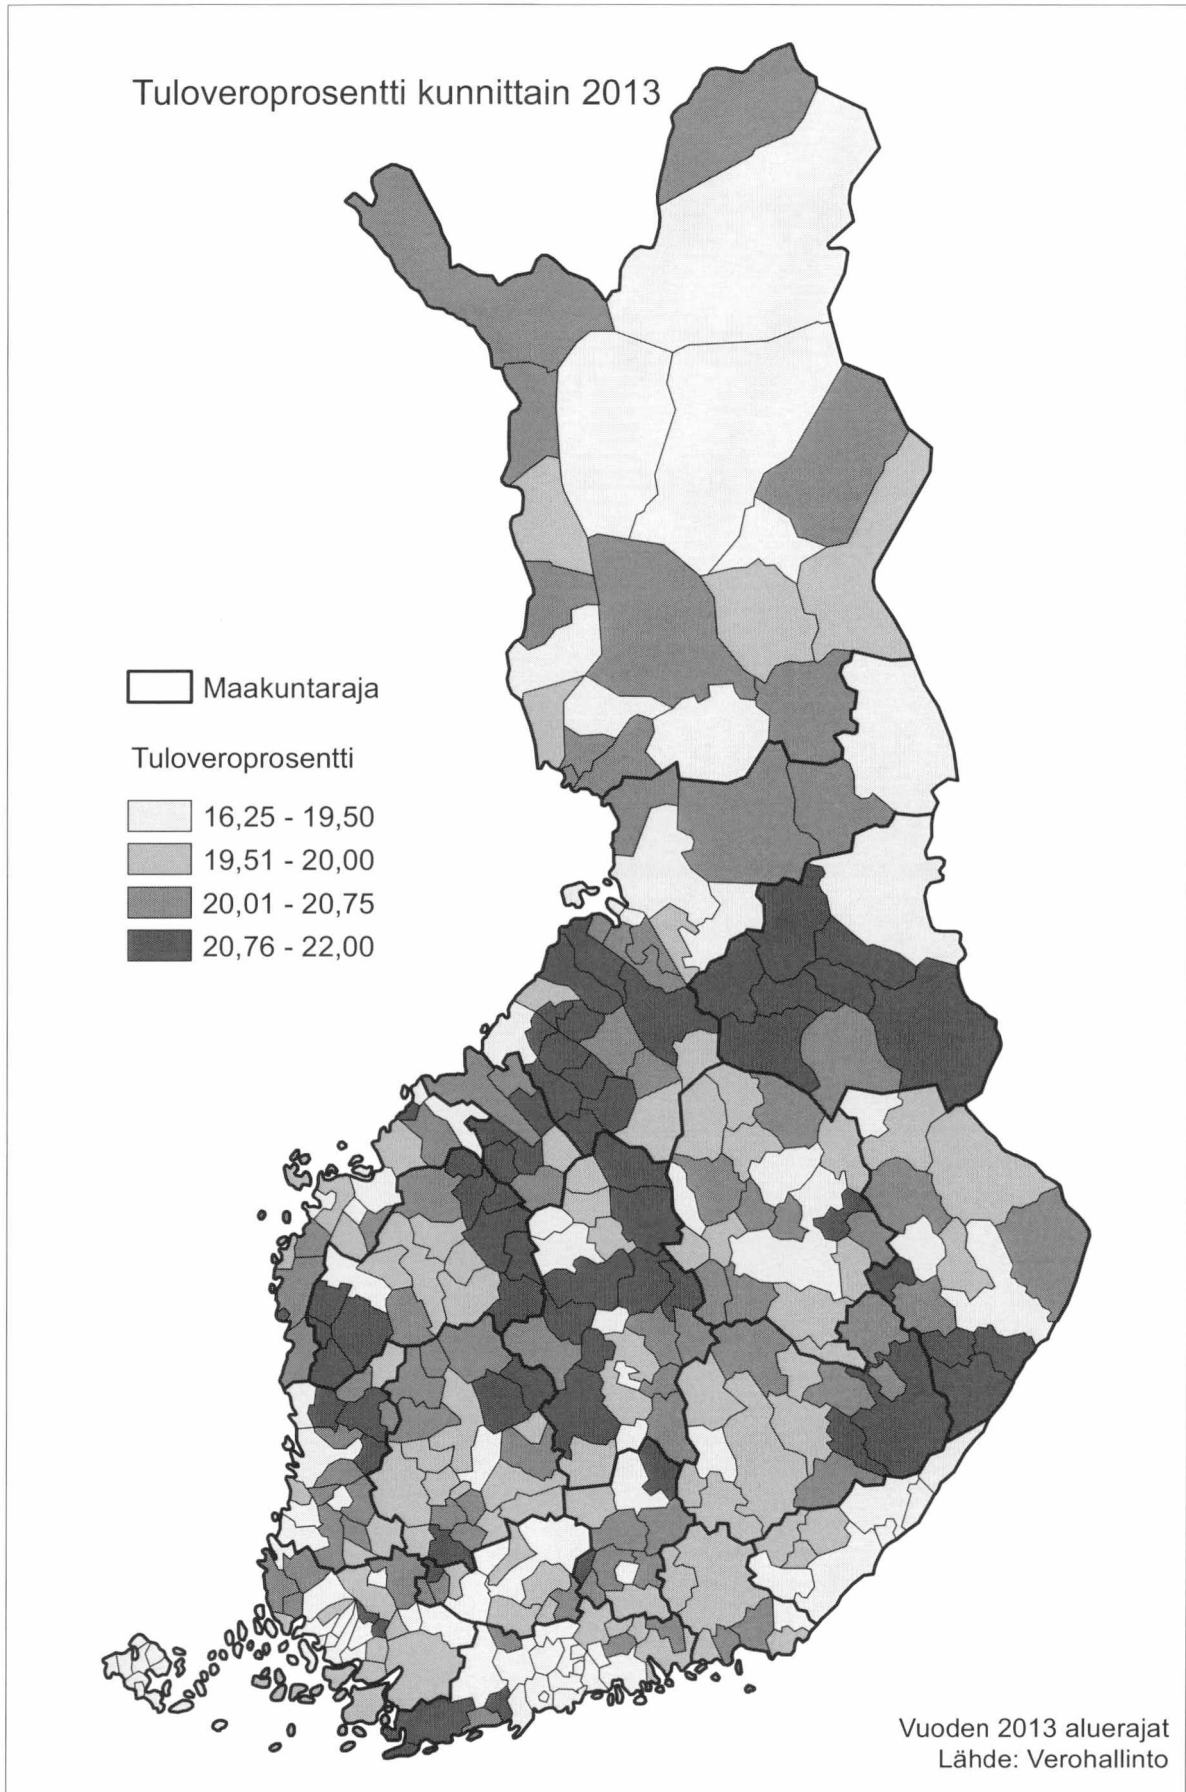 Tuloveroprosentti kunnittain 2013
Maakuntaraja
Tuloveroprosentti
16,25 - 19,50
19,51 - 20,00
20,01 - 20,75
20,76 - 22,00
Vuoden 2013 aluerajat
Lähde: Verohallinto